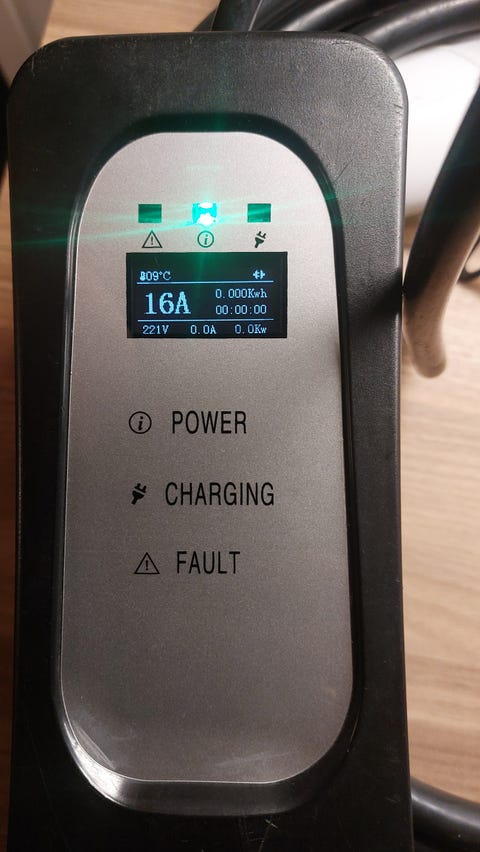 09°C
16A
0.000Kwh
00:00:00
221V 0.0A 0.0Kw
POWER
CHARGING
FAULT